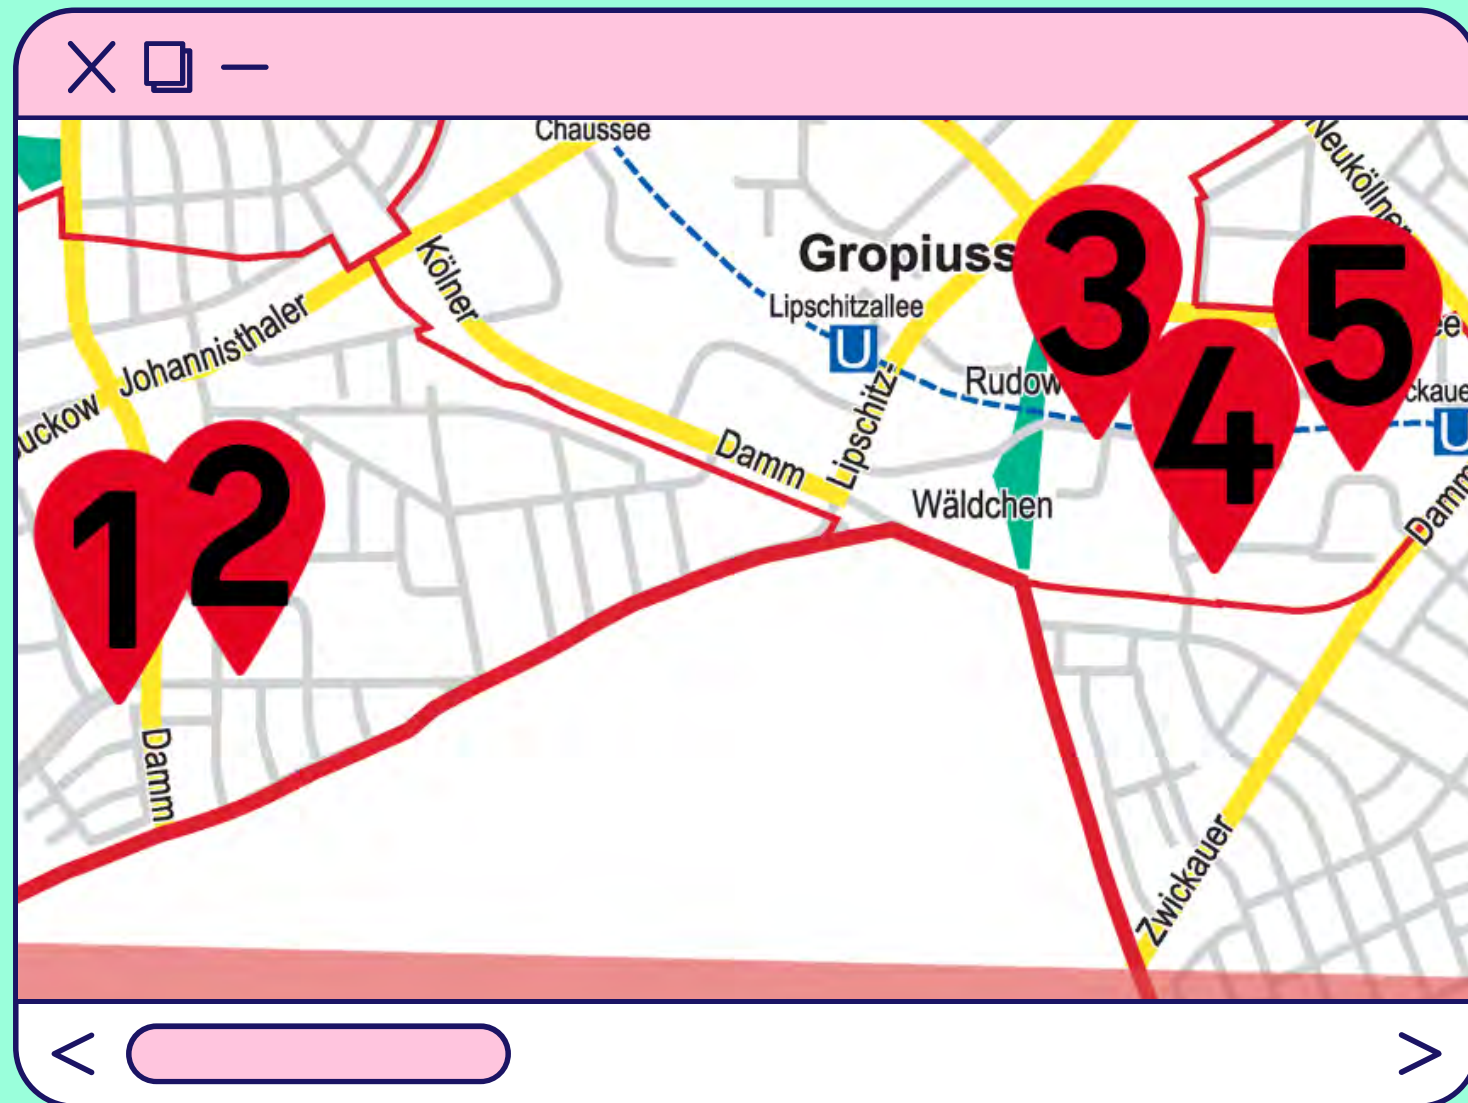 Chaussee
Neuköllner
Kölner
Gropiuss
Lipschitzallee
U
Johannisthaler
uckow
Rudow
Lipschitz-
Damm
Wäldchen
ckaue
U
Damm
Damm
Zwickauer
1
2
3
4
5